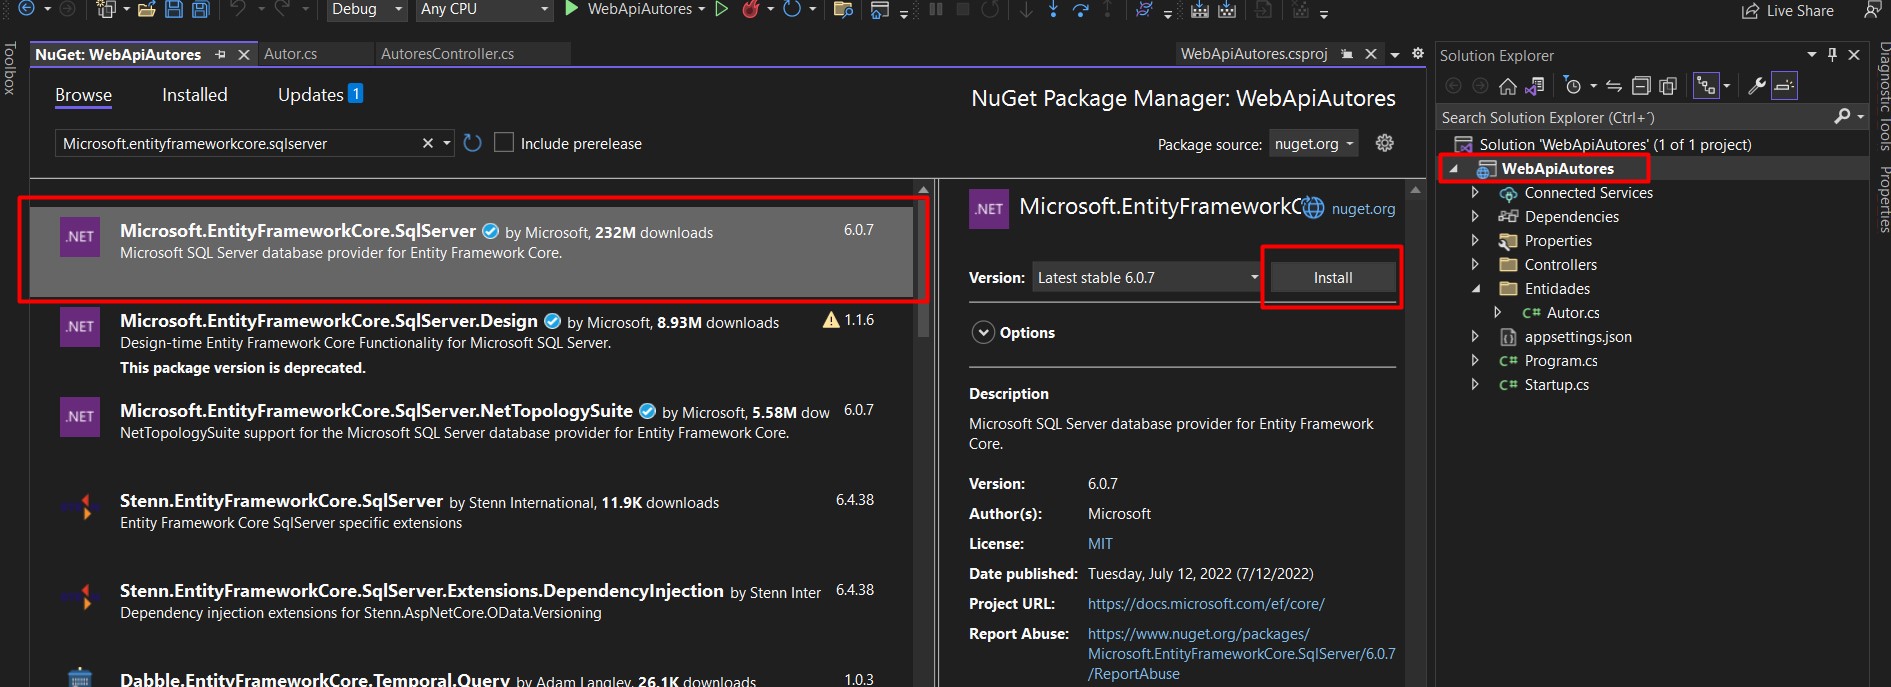 Debug
Any CPU
WebApiAutores
Live Share
Toolbox
NuGet: WebApiAutores
Autor.cs
AutoresController.cs
WebApiAutores.csproj
Browse
Installed
Updates 1
NuGet Package Manager: WebApiAutores
Microsoft.entityframeworkcore.sqlserver
Include prerelease
Package source: nuget.org
.NET
Microsoft.EntityFrameworkCore.SqlServer by Microsoft, 232M downloads
6.0.7
Microsoft SQL Server database provider for Entity Framework Core.
.NET
Microsoft.EntityFrameworkCore.SqlServer.Design by Microsoft, 8.93M downloads
1.1.6
Design-time Entity Framework Core Functionality for Microsoft SQL Server.
This package version is deprecated.
.NET
Microsoft.EntityFrameworkCore.SqlServer.NetTopologySuite by Microsoft, 5.58M dow
6.0.7
NetTopologySuite support for the Microsoft SQL Server database provider for Entity Framework Core.
Stenn.EntityFrameworkCore.SqlServer by Stenn International, 11.9K downloads
6.4.38
Entity Framework Core SqlServer specific extensions
Stenn.EntityFrameworkCore.SqlServer.Extensions.DependencyInjection by Stenn Inter
6.4.38
Dependency injection extensions for Stenn.AspNetCore.OData.Versioning
Dabble.EntityFrameworkCore.Temporal.Query by Adam Langley, 26.1K downloads
1.0.3
.NET
Microsoft.EntityFrameworkC
nuget.org
Version: Latest stable 6.0.7
Install
Options
Description
Microsoft SQL Server database provider for Entity Framework
Core.
Version: 6.0.7
Author(s): Microsoft
License: MIT
Date published: Tuesday, July 12, 2022 (7/12/2022)
Project URL: https://docs.microsoft.com/ef/core/
Report Abuse: https://www.nuget.org/packages/
Microsoft.EntityFrameworkCore.SqlServer/6.0.7
/ReportAbuse
Solution Explorer
Search Solution Explorer (Ctrl+´)
Solution 'WebApiAutores' (1 of 1 project)
WebApiAutores
Connected Services
Dependencies
Properties
Controllers
Entidades
C# Autor.cs
appsettings.json
C# Program.cs
C# Startup.cs
Diagnostic Tools
Properties